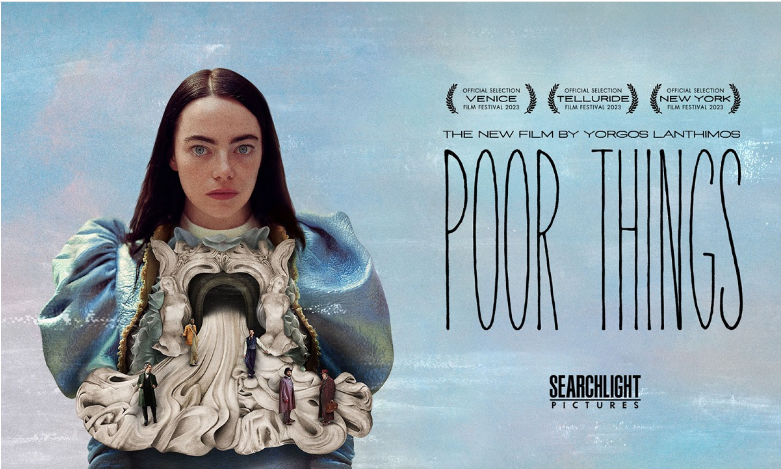 OFFICIAL SELECTION
VENICE
FILM FESTIVAL 2023
OFFICIAL SELECTION
TELLURIDE
FILM FESTIVAL 2023
OFFICIAL SELECTION
NEW YORK
FILM FESTIVAL 2023
THE NEW FILM BY YORGOS LANTHIMOS
POOR THINGS
SEARCHLIGHT
PICTURES